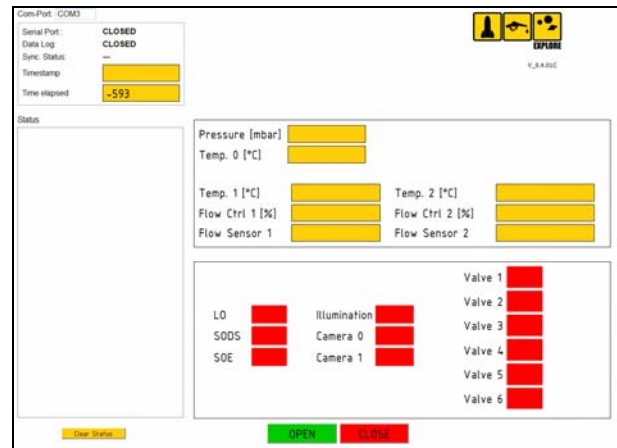 Com-Port: COM3
Serial Port: CLOSED
Data Log: CLOSED
Sync. Status: ---
Timestamp
Time elapsed -593
EXPLORE
V_0.4.01C
Status
Pressure [mbar]
Temp. 0 [°C]
Temp. 1 [°C] Temp. 2 [°C]
Flow Ctrl 1 [%] Flow Ctrl 2 [%]
Flow Sensor 1 Flow Sensor 2
Valve 1
Valve 2
LO Illumination
Valve 3
SODS Camera 0
Valve 4
SOE Camera 1
Valve 5
Valve 6
Clear Status
OPEN CLOSE